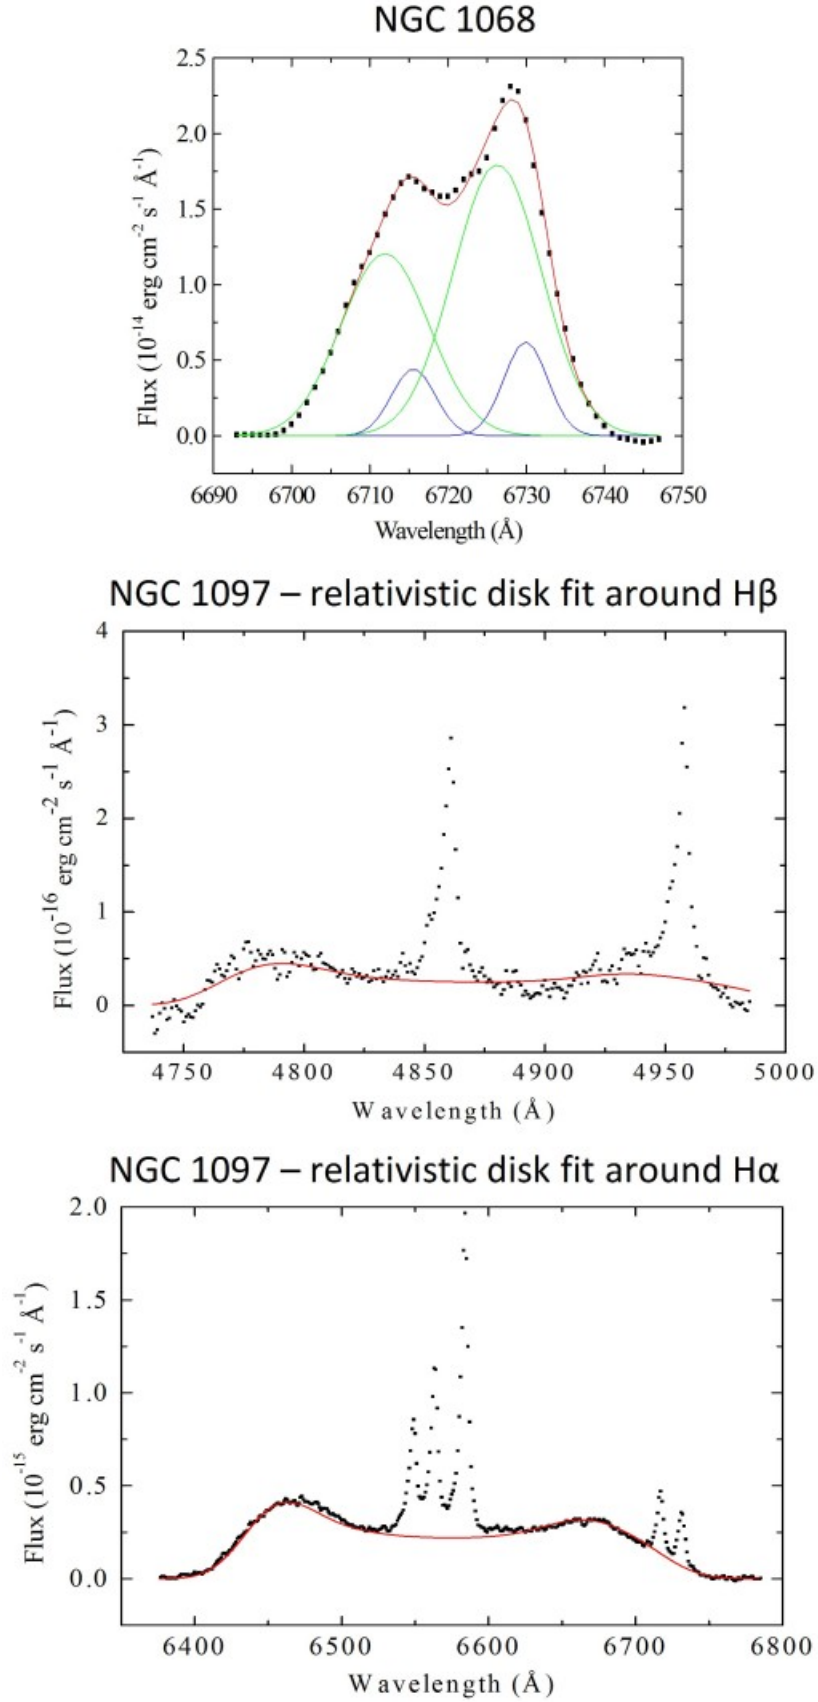 NGC 1068
2.5
2.0
1.5
1.0
0.5
0.0
Flux (10⁻¹⁴ erg cm⁻² s⁻¹ Å⁻¹)
6690 6700 6710 6720 6730 6740 6750
Wavelength (Å)
NGC 1097 – relativistic disk fit around Hβ
4
3
2
1
0
Flux (10⁻¹⁶ erg cm⁻² s⁻¹ Å⁻¹)
4750 4800 4850 4900 4950 5000
Wavelength (Å)
NGC 1097 – relativistic disk fit around Hα
2.0
1.5
1.0
0.5
0.0
Flux (10⁻¹⁵ erg cm⁻² s⁻¹ Å⁻¹)
6400 6500 6600 6700 6800
Wavelength (Å)